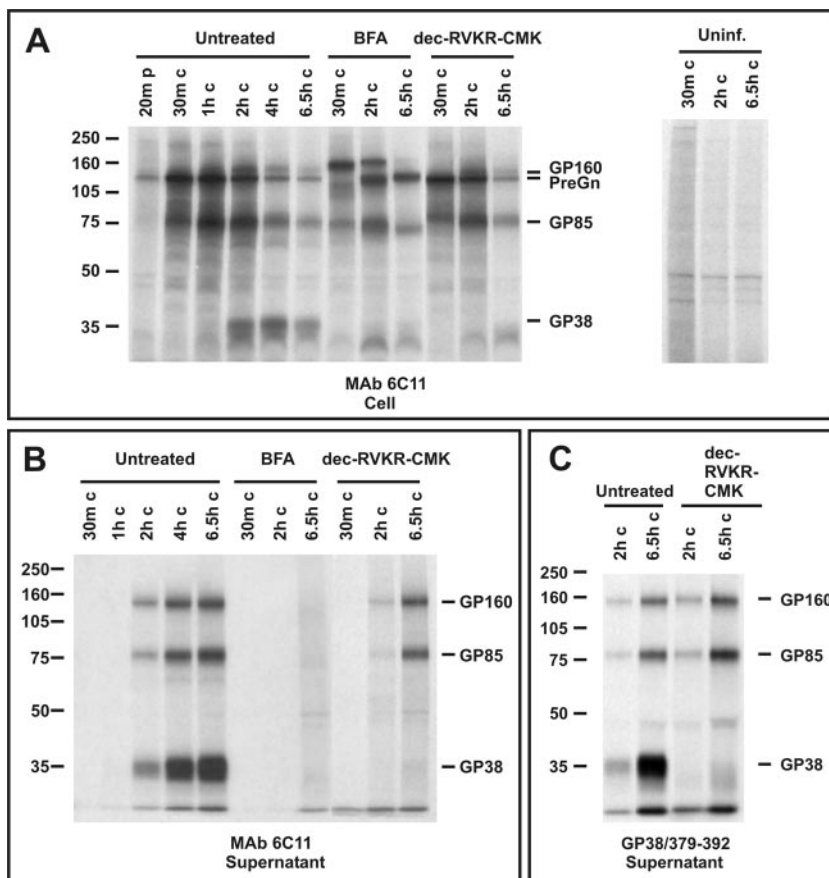 A
Untreated
BFA
dec-RVKR-CMK
Uninf.
20m p
30m c
1h c
2h c
4h c
6.5h c
30m c
2h c
6.5h c
30m c
2h c
6.5h c
30m c
2h c
6.5h c
250
160
105
75
50
35
GP160
PreGn
GP85
GP38
MAb 6C11
Cell
B
Untreated
BFA
dec-RVKR-CMK
30m c
1h c
2h c
4h c
6.5h c
30m c
2h c
6.5h c
30m c
2h c
6.5h c
250
160
105
75
50
35
GP160
GP85
GP38
MAb 6C11
Supernatant
C
Untreated
dec-
RVKR-
CMK
2h c
6.5h c
2h c
6.5h c
250
160
105
75
50
35
GP160
GP85
GP38
GP38/379-392
Supernatant